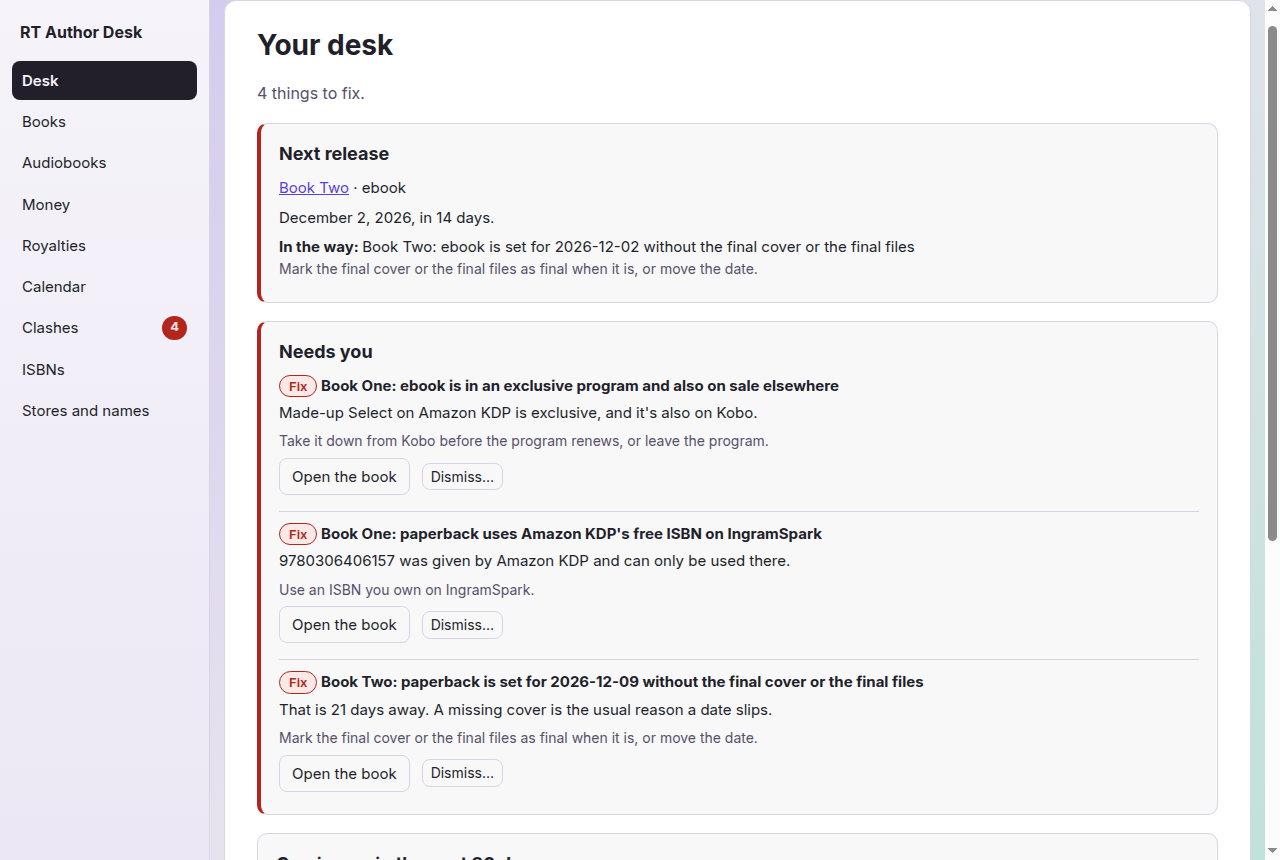 RT Author Desk
Desk
Books
Audiobooks
Money
Royalties
Calendar
Clashes 4
ISBNs
Stores and names
Your desk
4 things to fix.
Next release
Book Two · ebook
December 2, 2026, in 14 days.
In the way: Book Two: ebook is set for 2026-12-02 without the final cover or the final files
Mark the final cover or the final files as final when it is, or move the date.
Needs you
Fix Book One: ebook is in an exclusive program and also on sale elsewhere
Made-up Select on Amazon KDP is exclusive, and it's also on Kobo.
Take it down from Kobo before the program renews, or leave the program.
Open the book Dismiss...
Fix Book One: paperback uses Amazon KDP's free ISBN on IngramSpark
9780306406157 was given by Amazon KDP and can only be used there.
Use an ISBN you own on IngramSpark.
Open the book Dismiss...
Fix Book Two: paperback is set for 2026-12-09 without the final cover or the final files
That is 21 days away. A missing cover is the usual reason a date slips.
Mark the final cover or the final files as final when it is, or move the date.
Open the book Dismiss...